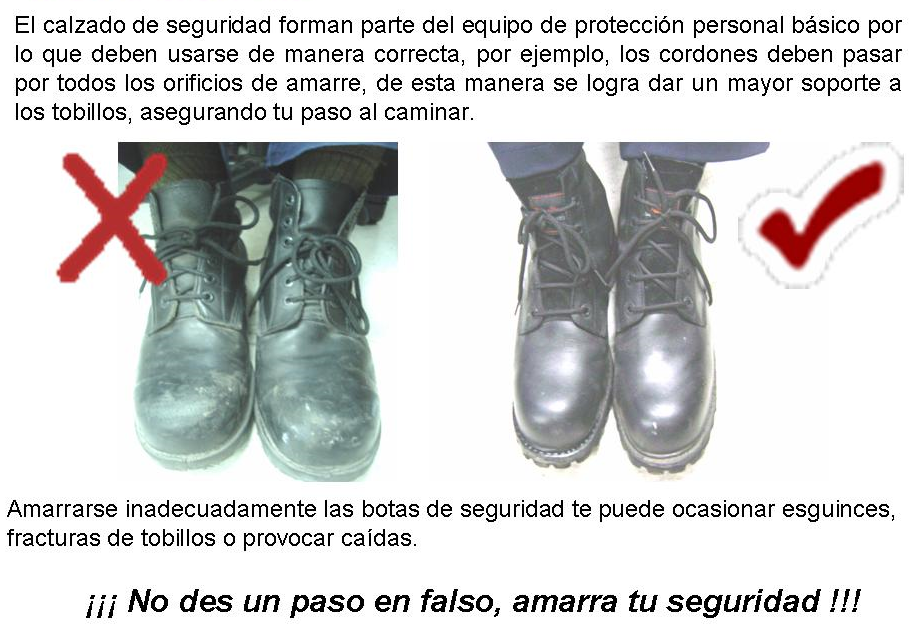 El calzado de seguridad forman parte del equipo de protección personal básico por
lo que deben usarse de manera correcta, por ejemplo, los cordones deben pasar
por todos los orificios de amarre, de esta manera se logra dar un mayor soporte a
los tobillos, asegurando tu paso al caminar.
Amarrarse inadecuadamente las botas de seguridad te puede ocasionar esguinces,
fracturas de tobillos o provocar caídas.
¡¡¡ No des un paso en falso, amarra tu seguridad !!!